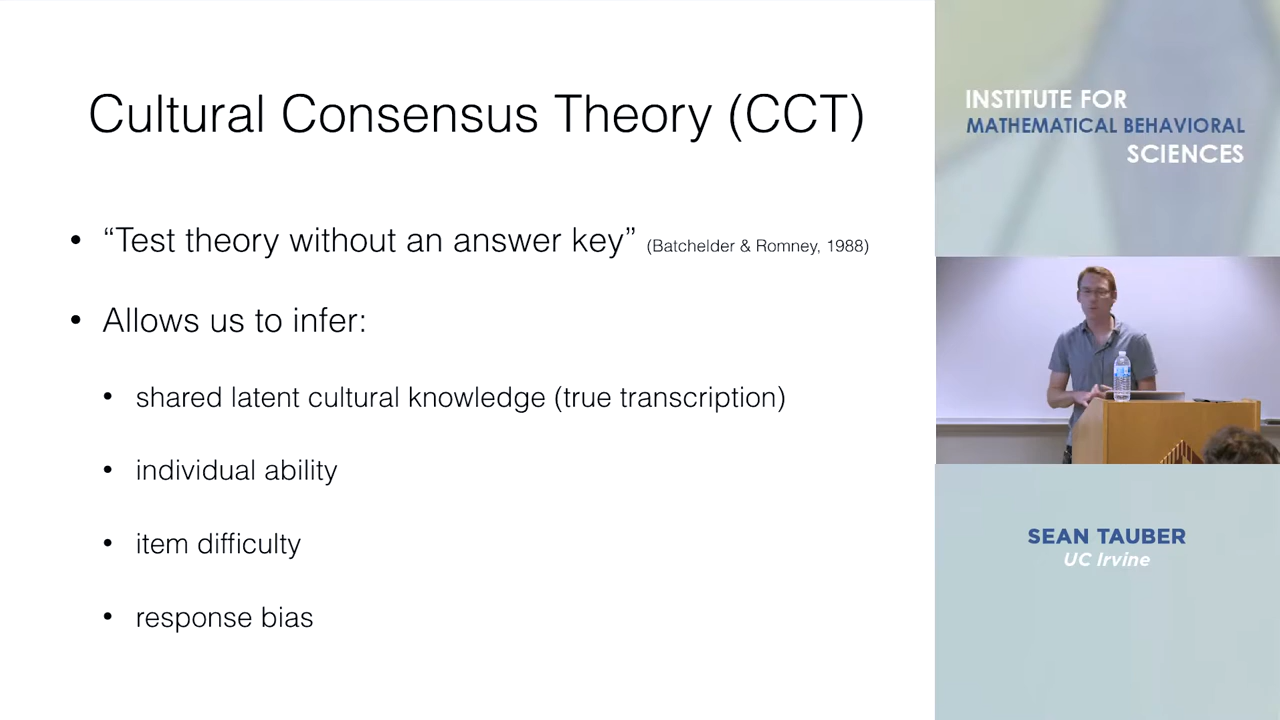 Cultural Consensus Theory (CCT)
• “Test theory without an answer key” (Batchelder & Romney, 1988)
• Allows us to infer:
• shared latent cultural knowledge (true transcription)
• individual ability
• item difficulty
• response bias
INSTITUTE FOR
MATHEMATICAL BEHAVIORAL
SCIENCES
SEAN TAUBER
UC Irvine